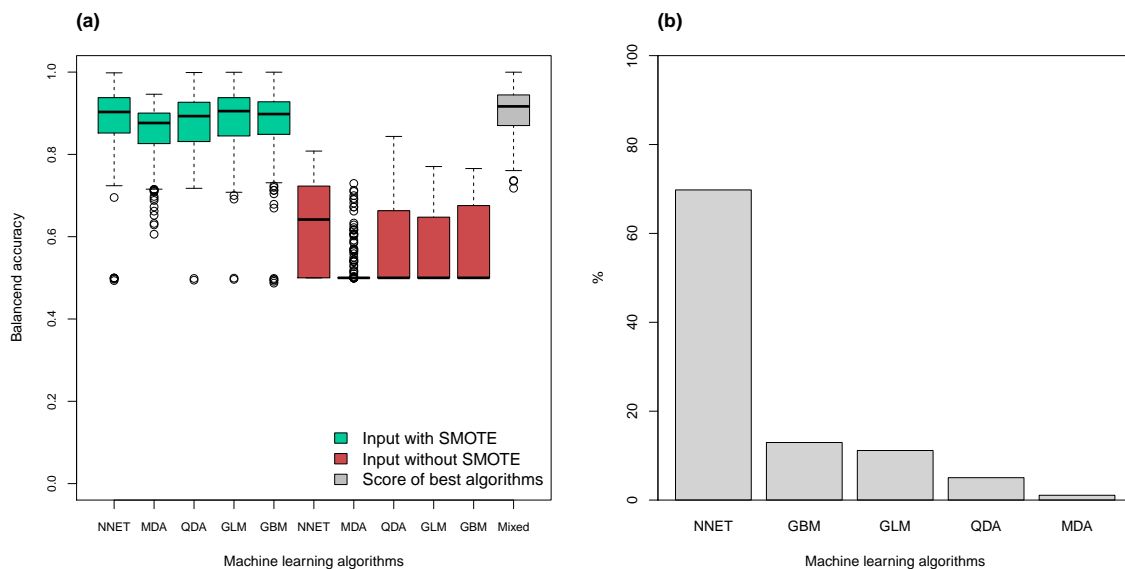 (a)
Balancend accuracy
1.0
0.8
0.6
0.4
0.2
0.0
Input with SMOTE
Input without SMOTE
Score of best algorithms
NNET MDA QDA GLM GBM NNET MDA QDA GLM GBM Mixed
Machine learning algorithms
(b)
%
100
80
60
40
20
0
NNET GBM GLM QDA MDA
Machine learning algorithms